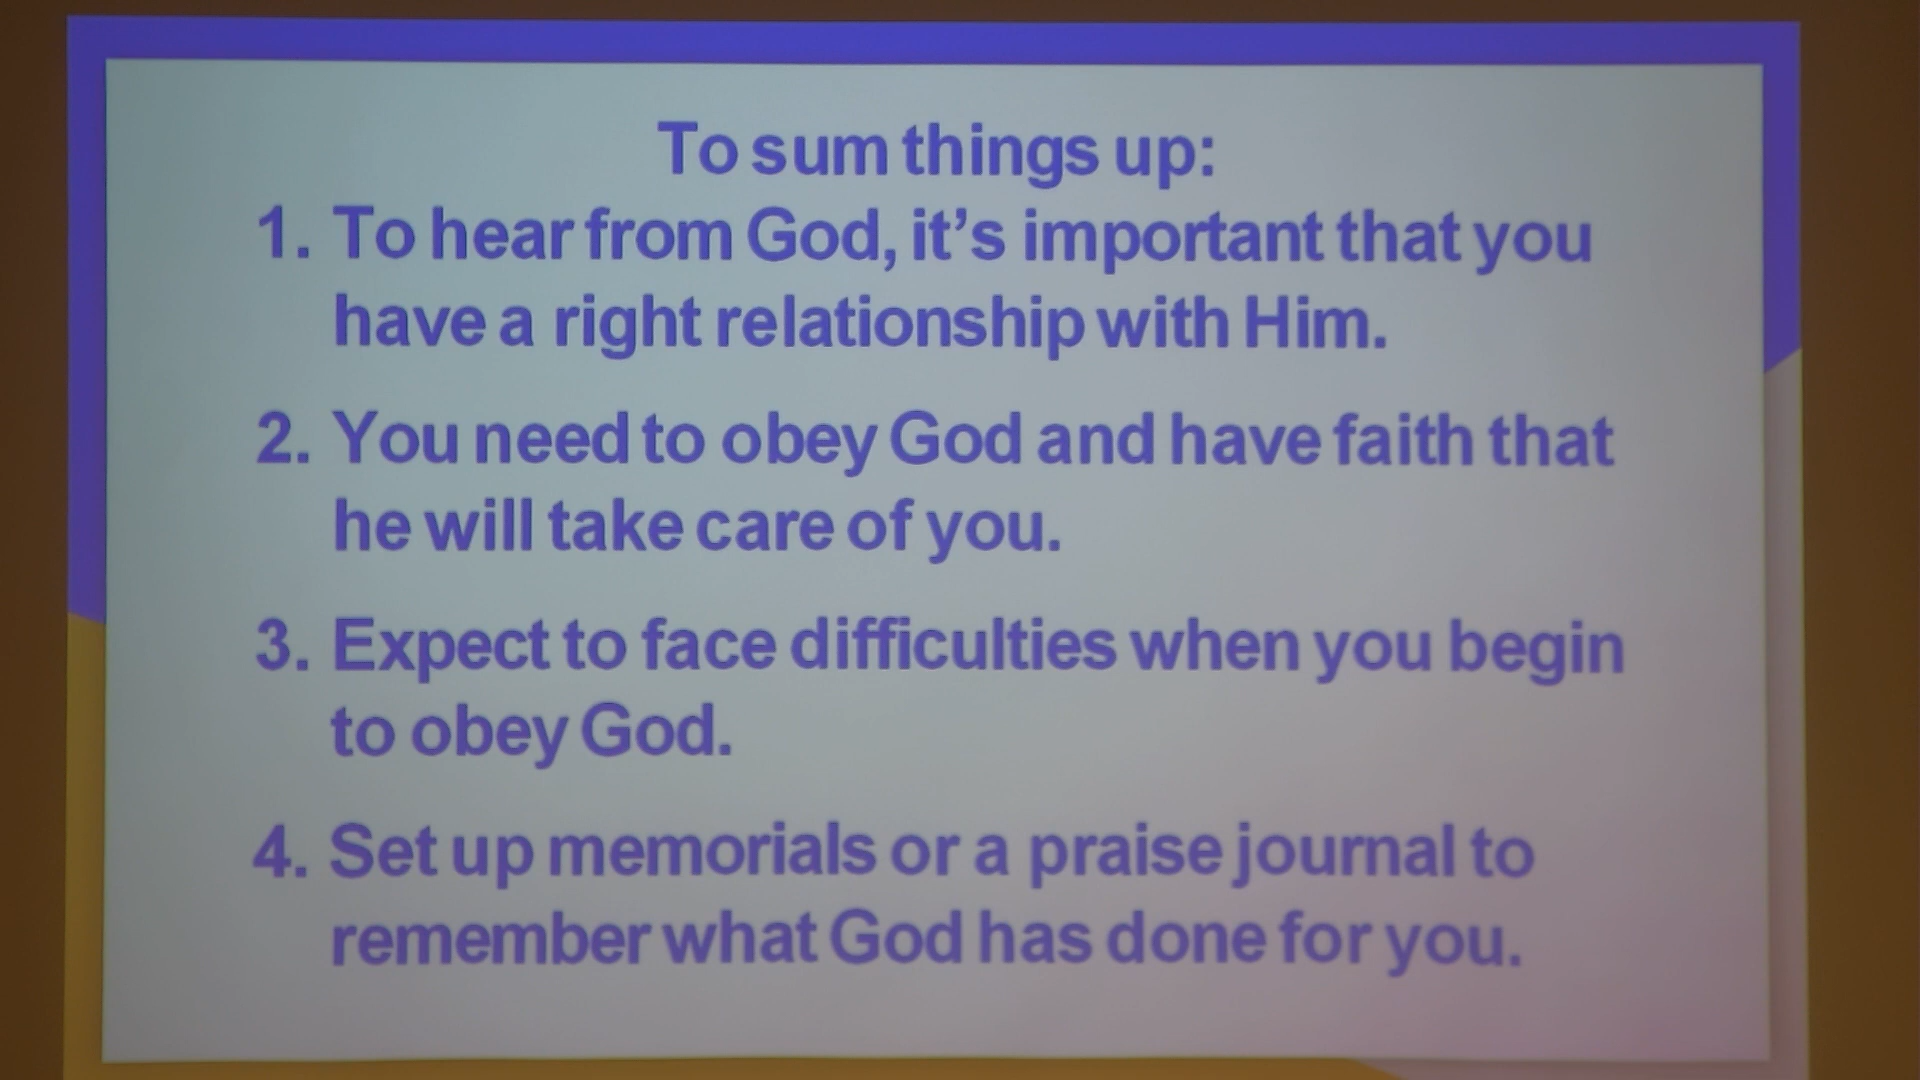 To sum things up:
1. To hear from God, it’s important that you
have a right relationship with Him.
2. You need to obey God and have faith that
he will take care of you.
3. Expect to face difficulties when you begin
to obey God.
4. Set up memorials or a praise journal to
remember what God has done for you.